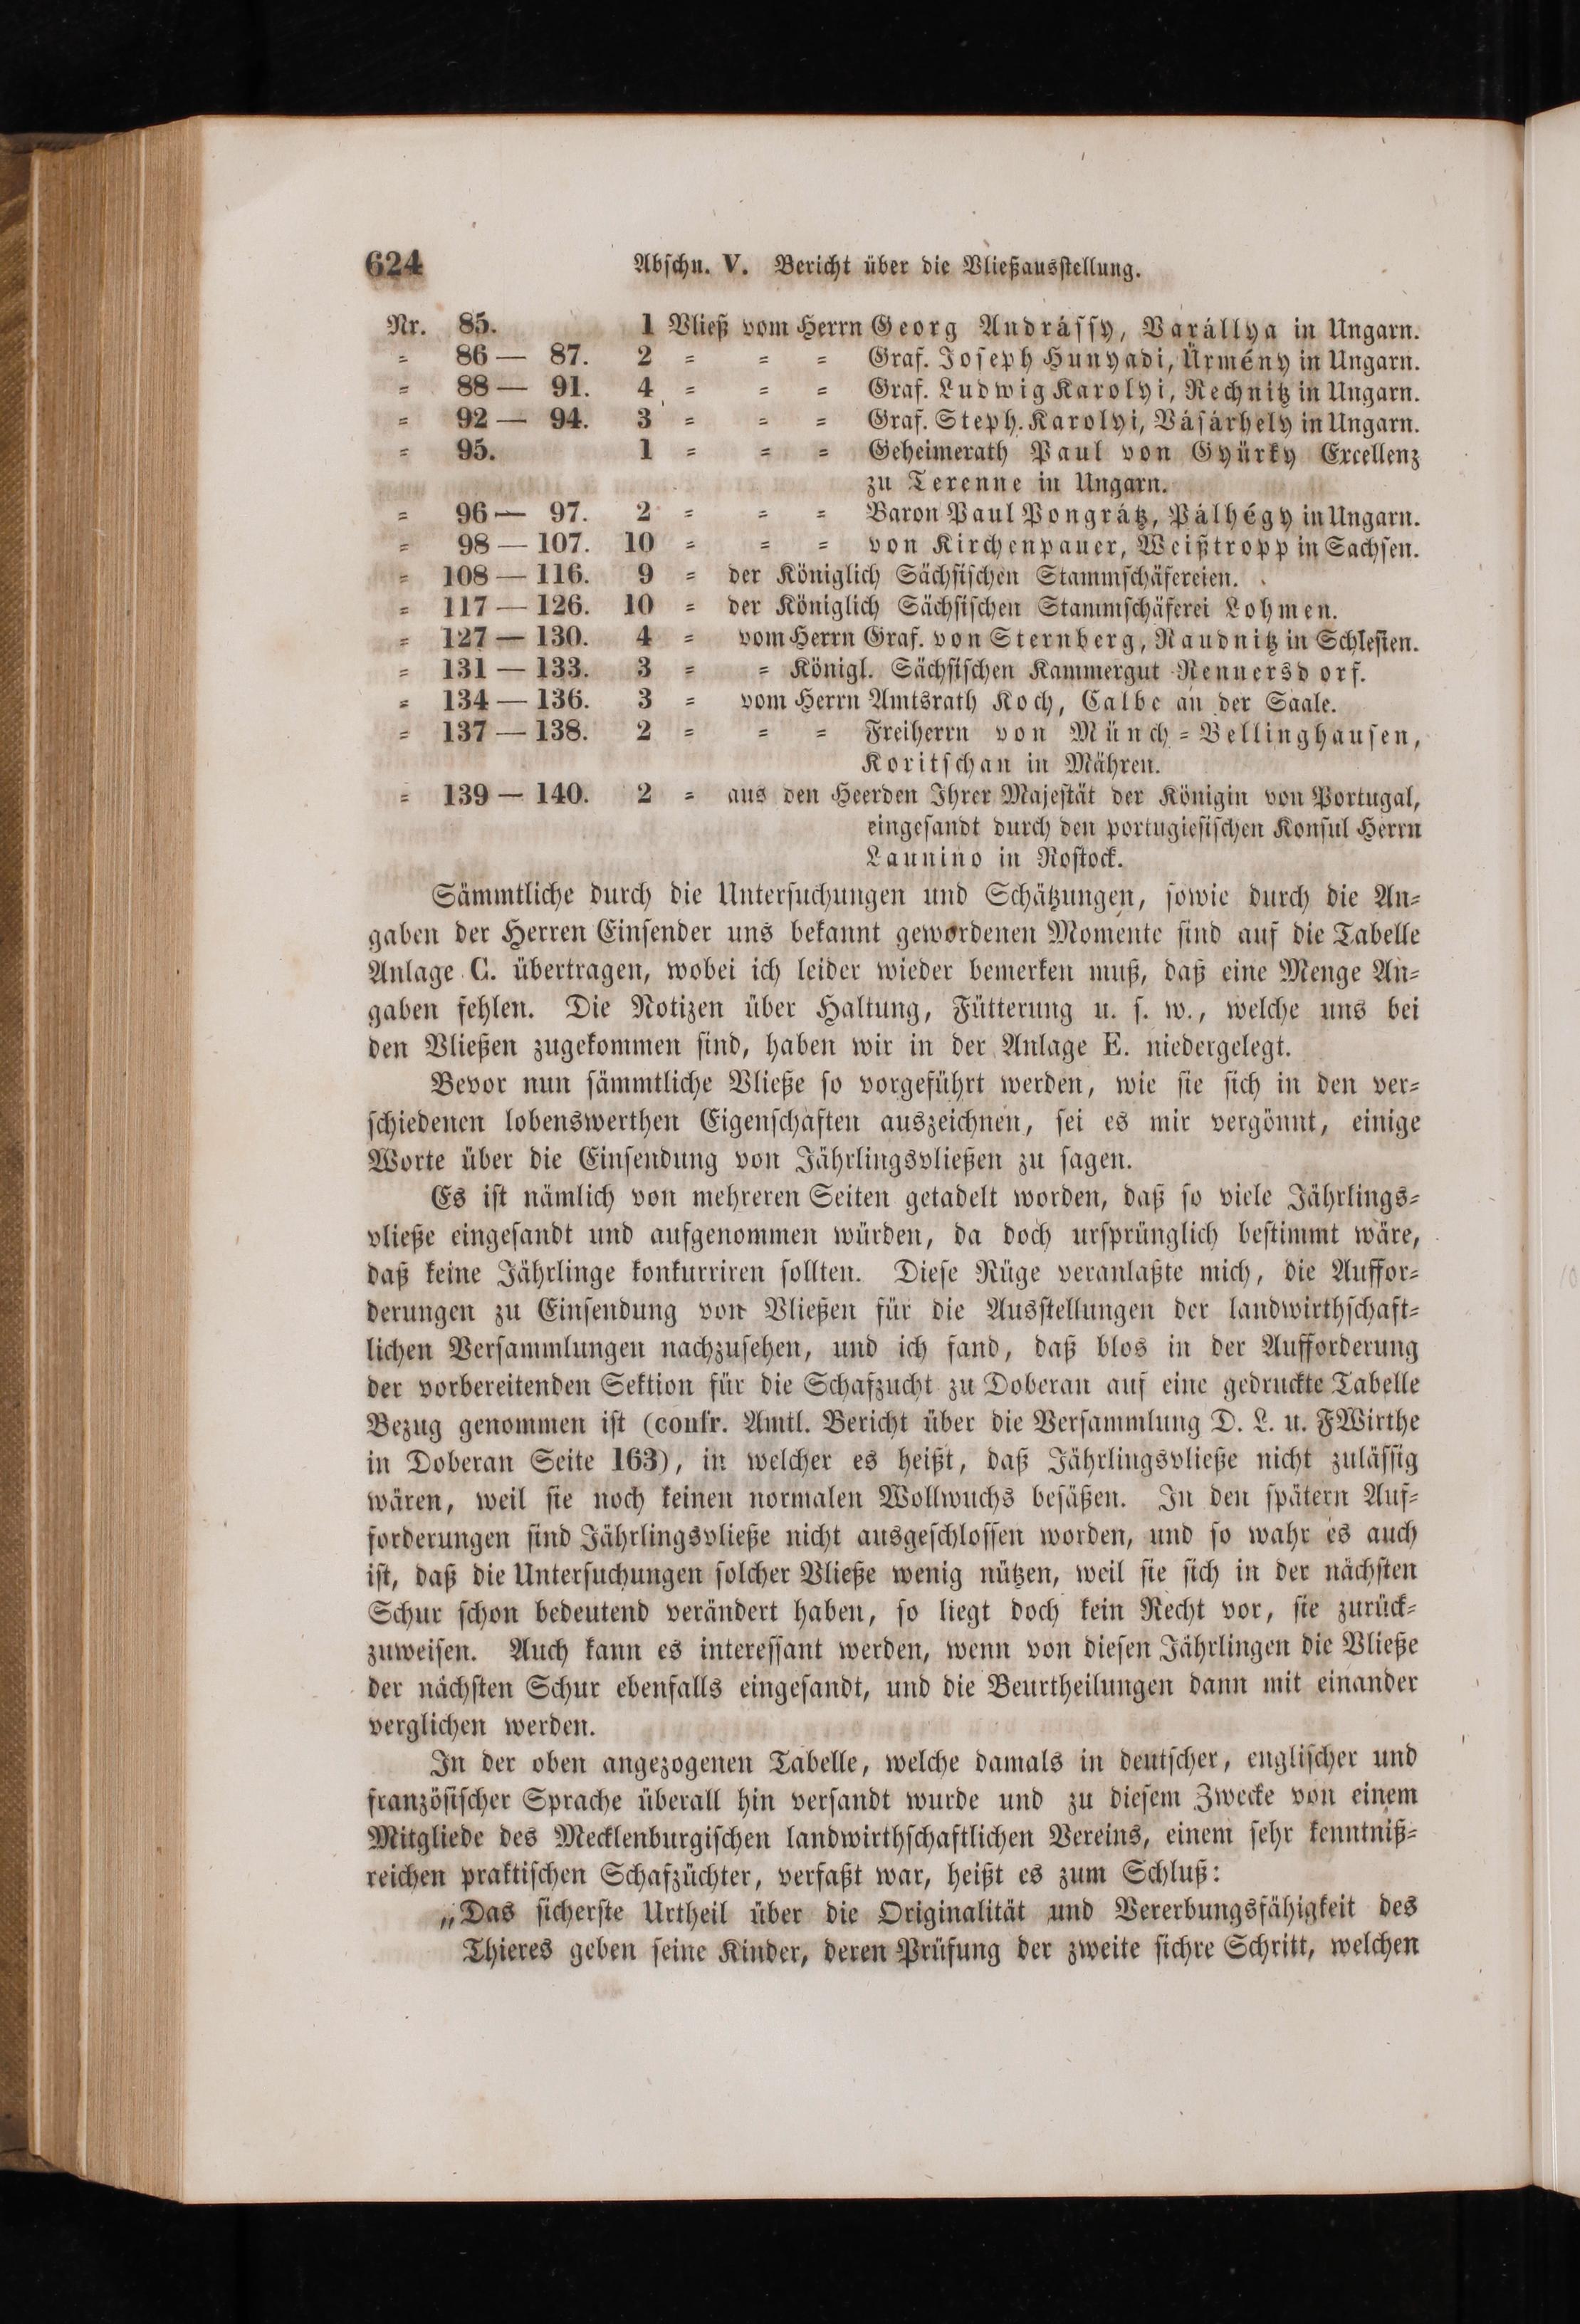 624 Abschn. V. Bericht über die Vließausstellung.
Nr. 85. 1 Vließ vom Herrn Georg Andrássy, Varállya in Ungarn.
= 86 — 87. 2 = = = Graf. Joseph Hunyadi, Ürmény in Ungarn.
= 88 — 91. 4 = = = Graf. Ludwig Karolyi, Rechnitz in Ungarn.
= 92 — 94. 3 = = = Graf. Steph. Karolyi, Vásárhely in Ungarn.
= 95. 1 = = = Geheimerath Paul von Gyürky Excellenz
zu Terenne in Ungarn.
= 96 — 97. 2 = = = Baron Paul Pongrátz, Pálhégy in Ungarn.
= 98 — 107. 10 = = = von Kirchenpauer, Weißtropp in Sachsen.
= 108 — 116. 9 = der Königlich Sächsischen Stammschäfereien.
= 117 — 126. 10 = der Königlich Sächsischen Stammschäferei Lohmen.
= 127 — 130. 4 = vom Herrn Graf. von Sternberg, Raudnitz in Schlesien.
= 131 — 133. 3 = = Königl. Sächsischen Kammergut Rennersdorf.
= 134 — 136. 3 = vom Herrn Amtsrath Koch, Calbe an der Saale.
= 137 — 138. 2 = = = Freiherrn von Münch=Bellinghausen,
Koritschan in Mähren.
= 139 — 140. 2 = aus den Heerden Ihrer Majestät der Königin von Portugal,
eingesandt durch den portugiesischen Konsul Herrn
Launino in Rostock.
Sämmtliche durch die Untersuchungen und Schätzungen, sowie durch die An=
gaben der Herren Einsender uns bekannt gewordenen Momente sind auf die Tabelle
Anlage C. übertragen, wobei ich leider wieder bemerken muß, daß eine Menge An=
gaben fehlen. Die Notizen über Haltung, Fütterung u. s. w., welche uns bei
den Vließen zugekommen sind, haben wir in der Anlage E. niedergelegt.
Bevor nun sämmtliche Vließe so vorgeführt werden, wie sie sich in den ver=
schiedenen lobenswerthen Eigenschaften auszeichnen, sei es mir vergönnt, einige
Worte über die Einsendung von Jährlingsvließen zu sagen.
Es ist nämlich von mehreren Seiten getadelt worden, daß so viele Jährlings=
vließe eingesandt und aufgenommen würden, da doch ursprünglich bestimmt wäre,
daß keine Jährlinge konkurriren sollten. Diese Rüge veranlaßte mich, die Auffor=
derungen zu Einsendung von Vließen für die Ausstellungen der landwirthschaft=
lichen Versammlungen nachzusehen, und ich fand, daß blos in der Aufforderung
der vorbereitenden Sektion für die Schafzucht zu Doberan auf eine gedruckte Tabelle
Bezug genommen ist (confr. Amtl. Bericht über die Versammlung D. L. u. FWirthe
in Doberan Seite 163), in welcher es heißt, daß Jährlingsvließe nicht zulässig
wären, weil sie noch keinen normalen Wollwuchs besäßen. In den spätern Auf=
forderungen sind Jährlingsvließe nicht ausgeschlossen worden, und so wahr es auch
ist, daß die Untersuchungen solcher Vließe wenig nützen, weil sie sich in der nächsten
Schur schon bedeutend verändert haben, so liegt doch kein Recht vor, sie zurück=
zuweisen. Auch kann es interessant werden, wenn von diesen Jährlingen die Vließe
der nächsten Schur ebenfalls eingesandt, und die Beurtheilungen dann mit einander
verglichen werden.
In der oben angezogenen Tabelle, welche damals in deutscher, englischer und
französischer Sprache überall hin versandt wurde und zu diesem Zwecke von einem
Mitgliede des Mecklenburgischen landwirthschaftlichen Vereins, einem sehr kenntniß=
reichen praktischen Schafzüchter, verfaßt war, heißt es zum Schluß:
„Das sicherste Urtheil über die Originalität und Vererbungsfähigkeit des
Thieres geben seine Kinder, deren Prüfung der zweite sichre Schritt, welchen